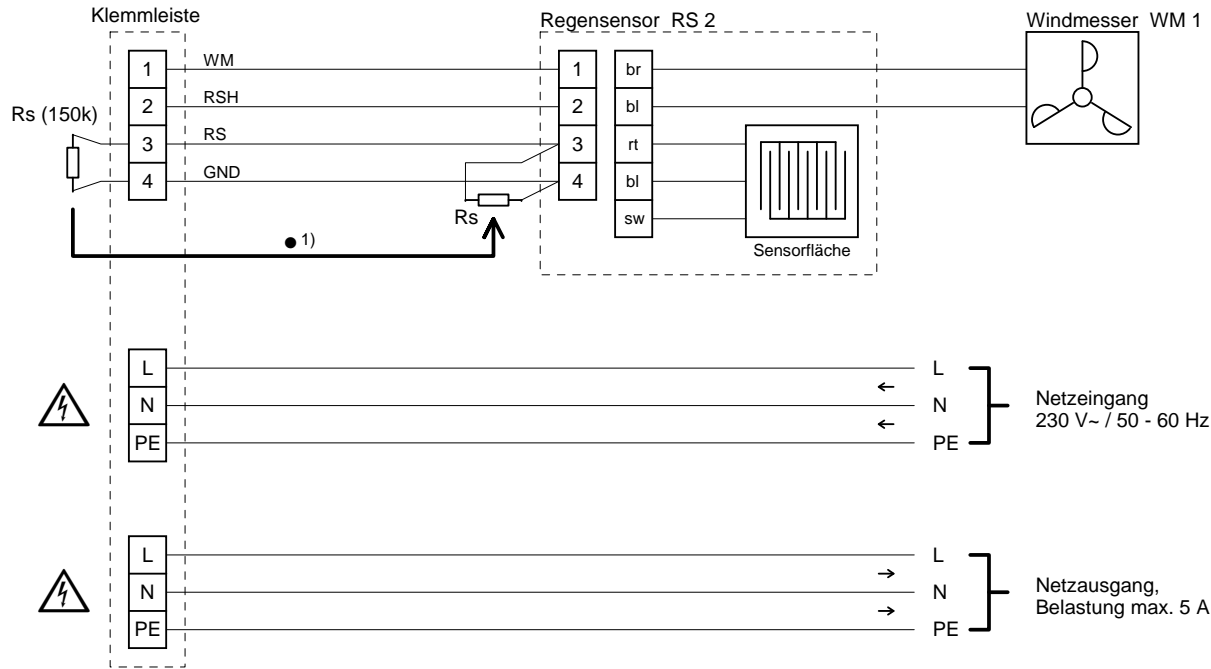 Klemmleiste
Regensensor RS 2
Windmesser WM 1
1 WM 1 br
2 RSH 2 bl
Rs (150k)
3 RS 3 rt
4 GND 4 bl
Rs
sw
● 1)
Sensorfläche
L L
N N
PE PE
Netzeingang
230 V~ / 50 - 60 Hz
L L
N N
PE PE
Netzausgang,
Belastung max. 5 A